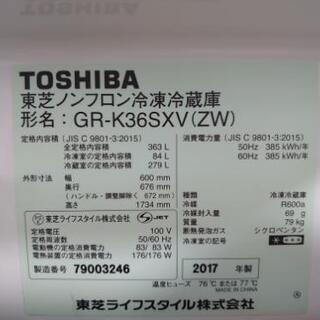 TOSHIBA
東芝ノンフロン冷凍冷蔵庫
形名：GR-K36SXV(ZW)
定格内容積（JIS C 9801-3:2015）
全定格内容積 363 L
冷凍室の容積 84 L
冷蔵室の容積 279 L
外形寸法 幅 600 mm
奥行 676 mm
（ハンドル・調整脚除く 672 mm）
高さ 1734 mm
東芝ライフスタイル株式会社 S-JET
定格電圧 100 V
定格周波数 50/60 Hz
電動機の定格消費電力 83/ 83 W
電熱装置の定格消費電力 176/176 W
製造番号 79003246
消費電力量（JIS C 9801-3:2015）
50Hz 385 kWh/年
60Hz 385 kWh/年
種類 冷凍冷蔵庫
冷媒 R600a
冷媒封入量 69 g
質量 79 kg
断熱発泡ガス シクロペンタン
冷凍室の記号
2017 年製
温度ヒューズ 76 ℃ または 77 ℃
東芝ライフスタイル株式会社